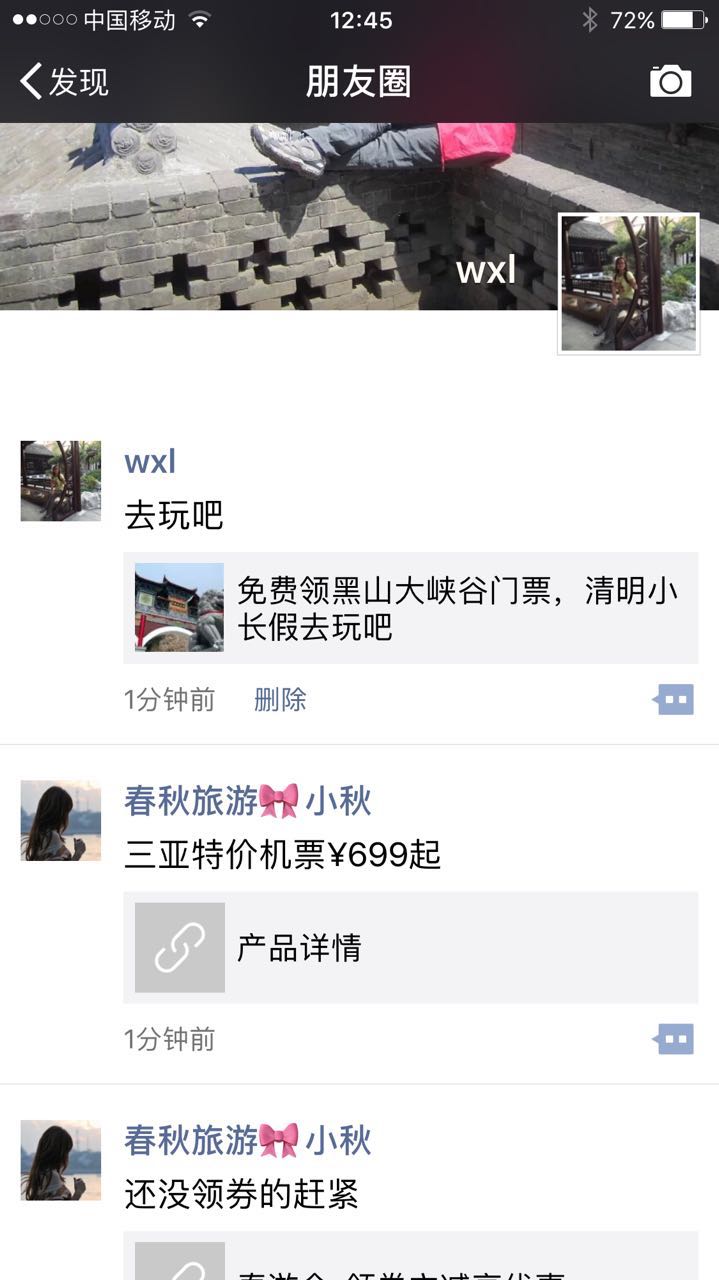 中国移动 12:45 72%
发现 朋友圈
wxl
wxl
去玩吧
免费领黑山大峡谷门票，清明小
长假去玩吧
1分钟前 删除
春秋旅游🎀小秋
三亚特价机票¥699起
产品详情
1分钟前
春秋旅游🎀小秋
还没领券的赶紧